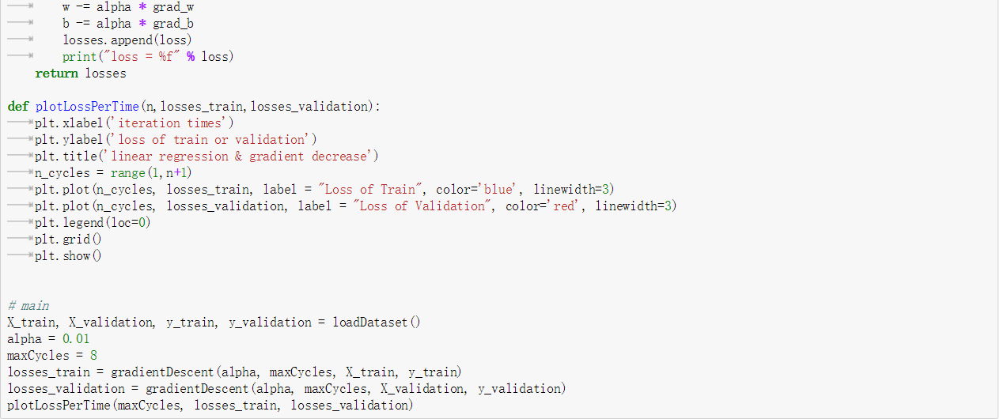 w -= alpha * grad_w
b -= alpha * grad_b
losses.append(loss)
print("loss = %f" % loss)
return losses
def plotLossPerTime(n,losses_train,losses_validation):
plt.xlabel('iteration times')
plt.ylabel('loss of train or validation')
plt.title('linear regression & gradient decrease')
n_cycles = range(1,n+1)
plt.plot(n_cycles, losses_train, label = "Loss of Train", color='blue', linewidth=3)
plt.plot(n_cycles, losses_validation, label = "Loss of Validation", color='red', linewidth=3)
plt.legend(loc=0)
plt.grid()
plt.show()
# main
X_train, X_validation, y_train, y_validation = loadDataset()
alpha = 0.01
maxCycles = 8
losses_train = gradientDescent(alpha, maxCycles, X_train, y_train)
losses_validation = gradientDescent(alpha, maxCycles, X_validation, y_validation)
plotLossPerTime(maxCycles, losses_train, losses_validation)